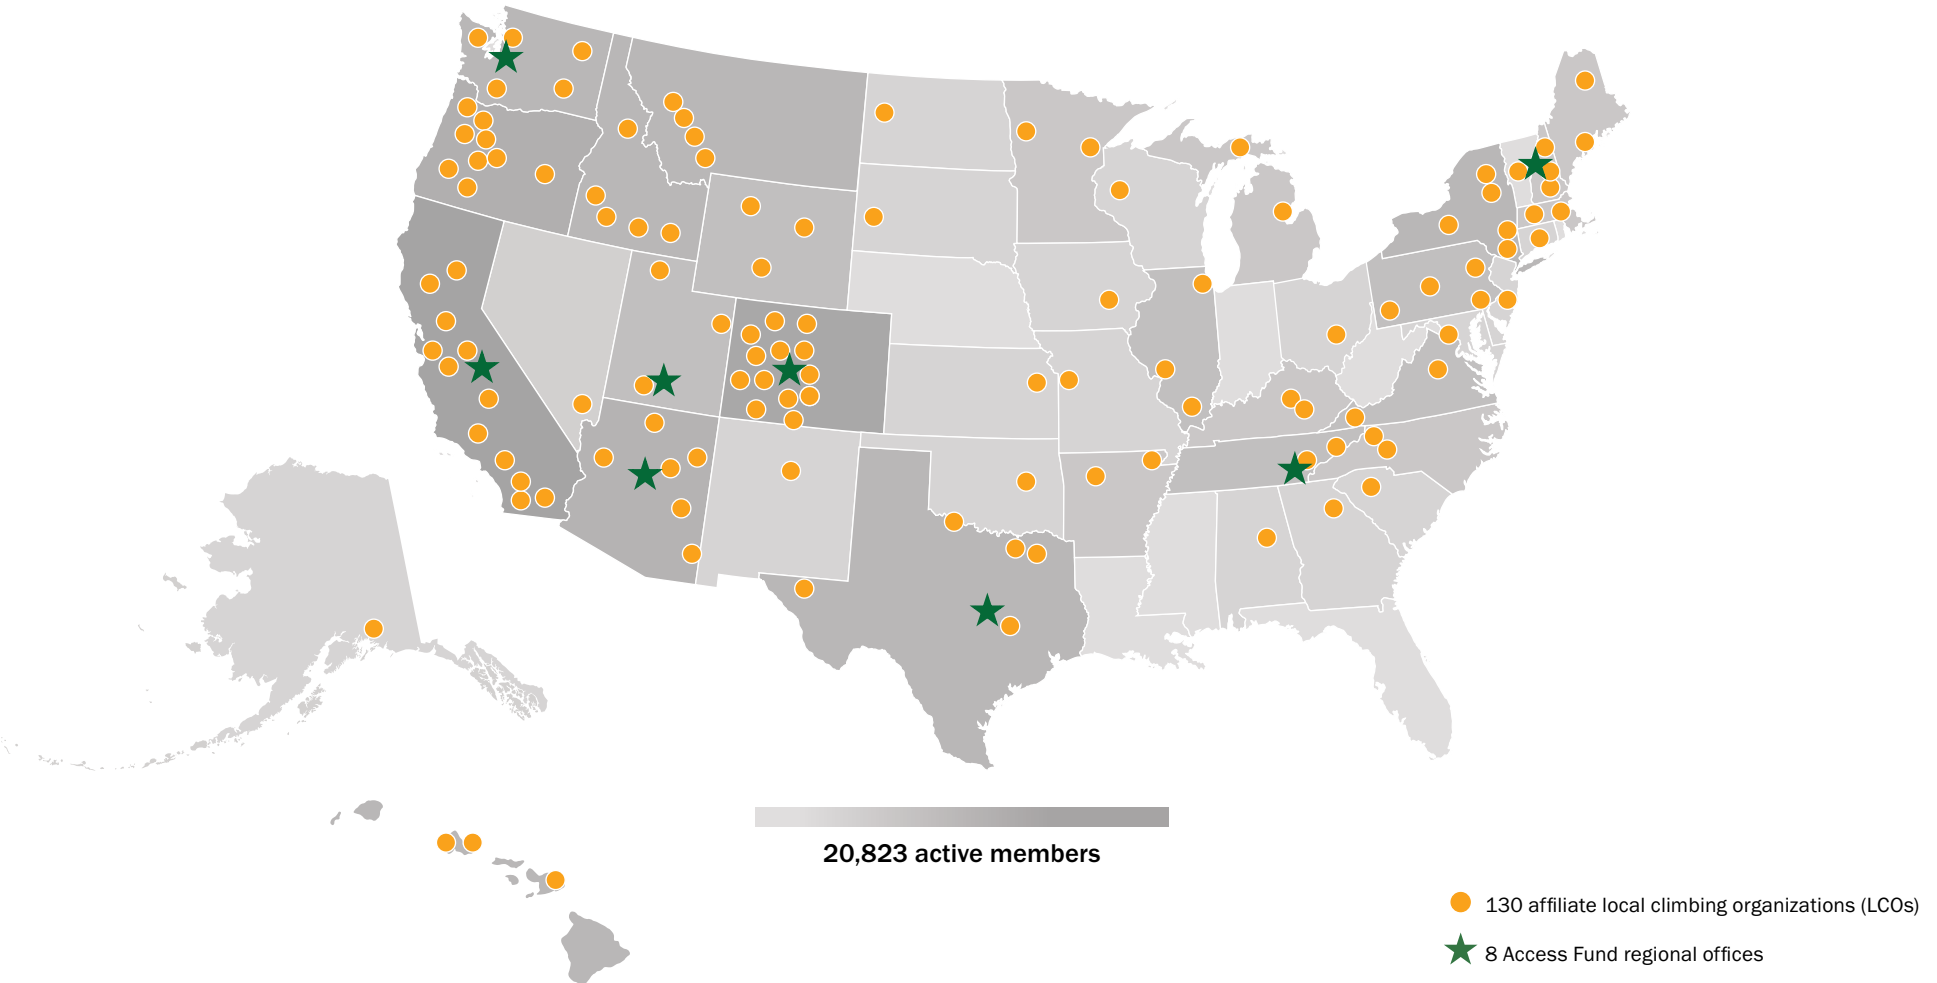 20,823 active members
130 affiliate local climbing organizations (LCOs)
8 Access Fund regional offices